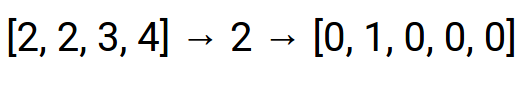 [2, 2, 3, 4] → 2 → [0, 1, 0, 0, 0]